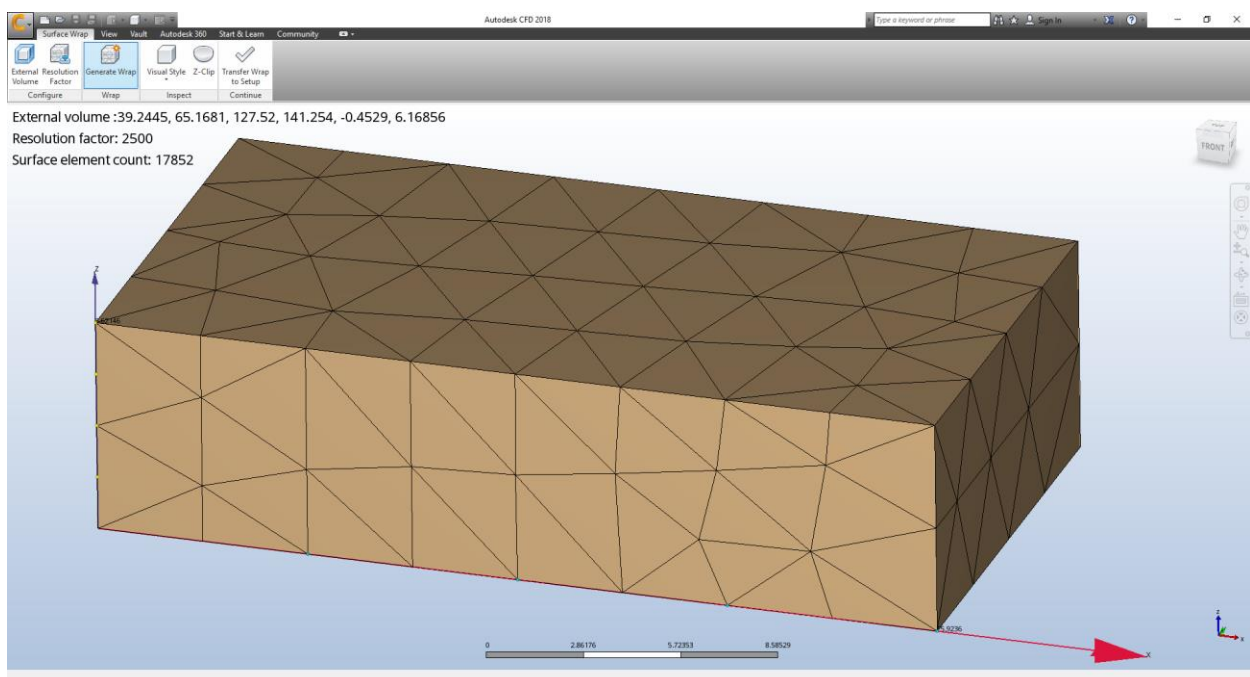 Autodesk CFD 2018
Type a keyword or phrase
Sign In
Surface Wrap View Vault Autodesk 360 Start & Learn Community
External Volume
Resolution Factor
Generate Wrap
Visual Style
Z-Clip
Transfer Wrap to Setup
Configure Wrap Inspect Continue
External volume :39.2445, 65.1681, 127.52, 141.254, -0.4529, 6.16856
Resolution factor: 2500
Surface element count: 17852
FRONT
z
x
0 2.86176 5.72353 8.58529
z
x